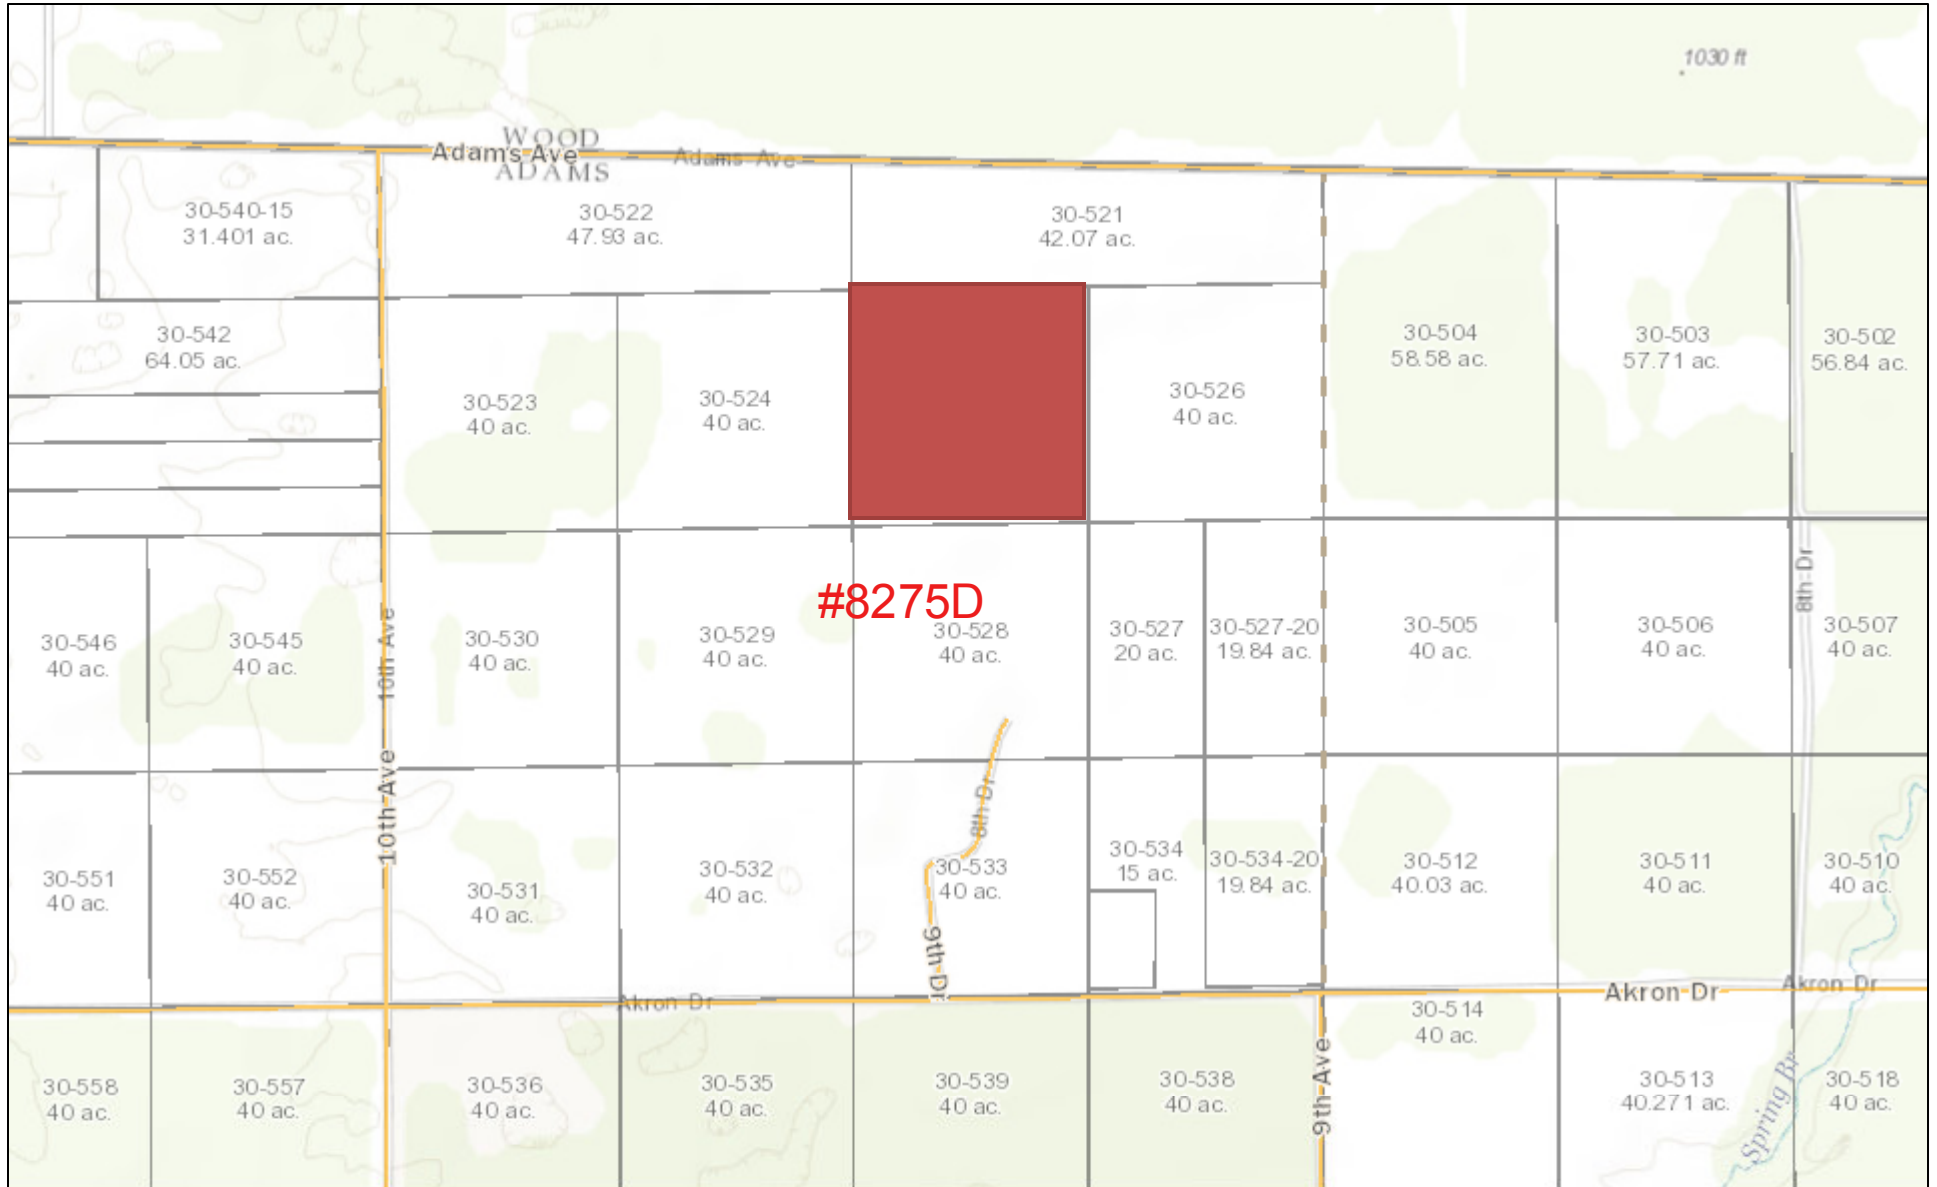 1030 ft
WOOD
Adams Ave
Adams Ave
ADAMS
30-540-15
31.401 ac.
30-522
47.93 ac.
30-521
42.07 ac.
30-542
64.05 ac.
30-523
40 ac.
30-524
40 ac.
30-526
40 ac.
30-504
58.58 ac.
30-503
57.71 ac.
30-502
56.84 ac.
#8275D
30-546
40 ac.
30-545
40 ac.
10th Ave
30-530
40 ac.
30-529
40 ac.
30-528
40 ac.
30-527
20 ac.
30-527-20
19.84 ac.
30-505
40 ac.
30-506
40 ac.
8th Dr
30-507
40 ac.
10th Ave
8th Dr
30-551
40 ac.
30-552
40 ac.
30-531
40 ac.
30-532
40 ac.
30-533
40 ac.
30-534
15 ac.
30-534-20
19.84 ac.
30-512
40.03 ac.
30-511
40 ac.
30-510
40 ac.
9th Dr
Akron Dr
Akron Dr
Akron Dr
30-514
40 ac.
30-558
40 ac.
30-557
40 ac.
30-536
40 ac.
30-535
40 ac.
30-539
40 ac.
30-538
40 ac.
9th Ave
30-513
40.271 ac.
Spring Br
30-518
40 ac.